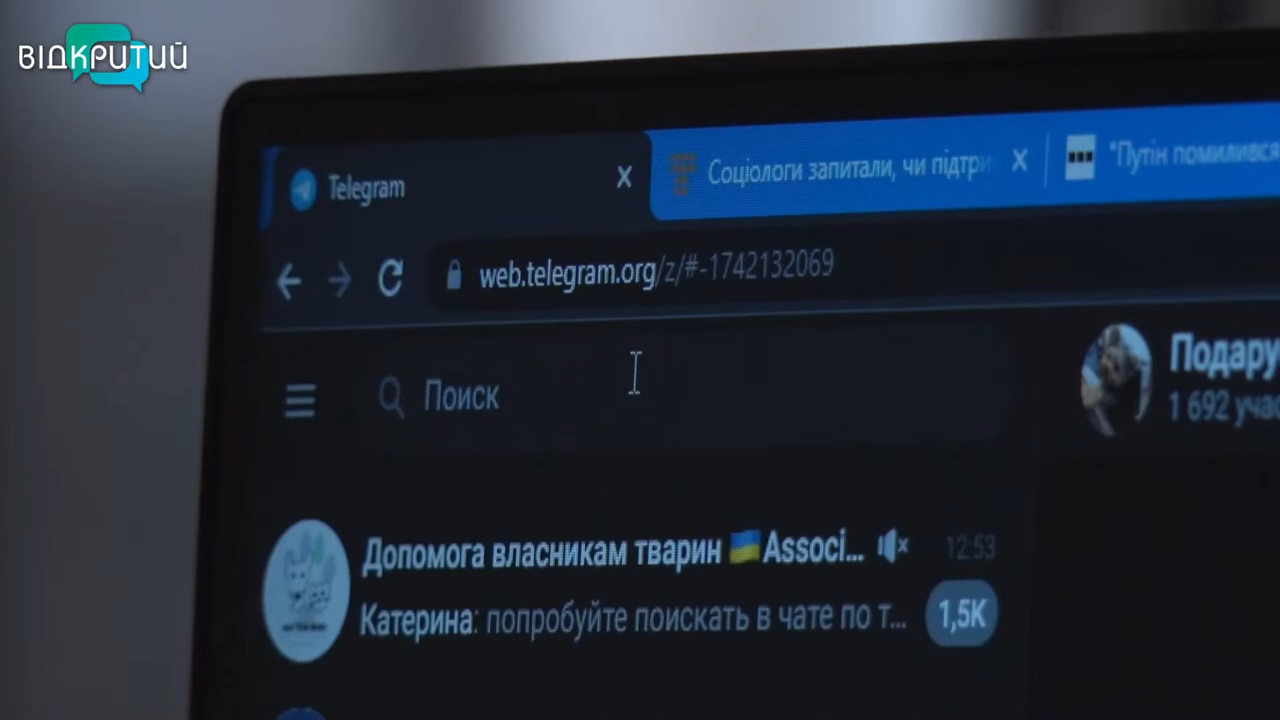 ВІДКРИТИЙ
Telegram
Соціологи запитали, чи підтри
"Путін помилився
web.telegram.org/z/#-1742132069
Поиск
Подару
1 692 уча
Допомога власникам тварин 🇺🇦Associ...
12:53
Катерина: попробуйте поискать в чате по т...
1,5K